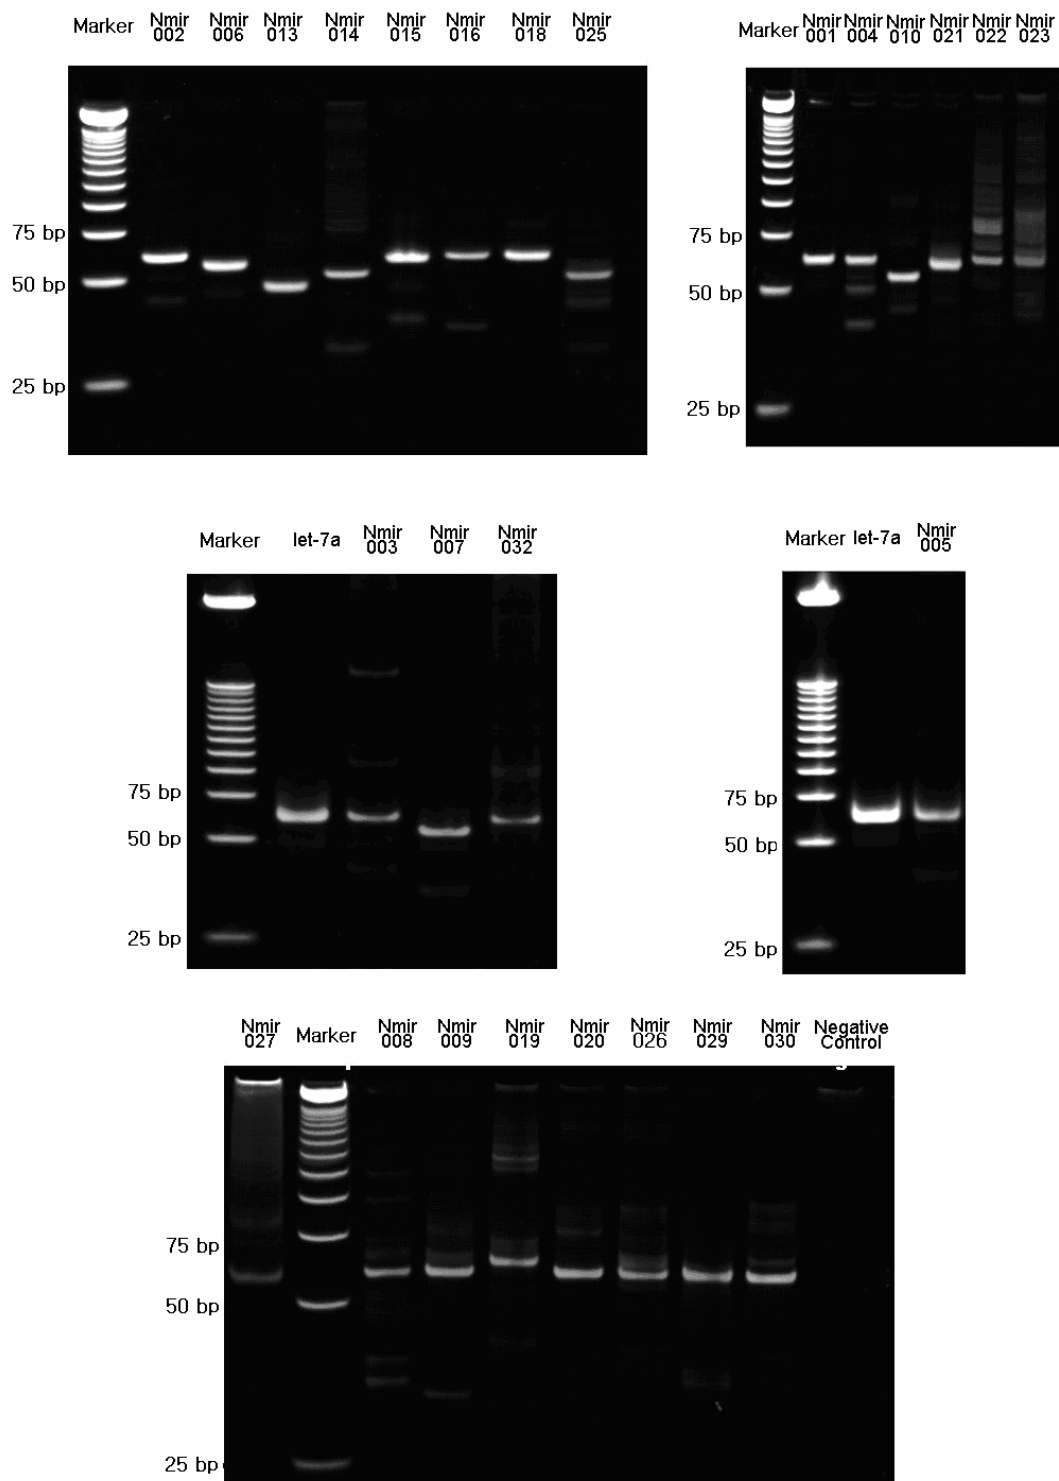 Marker Nmir 002 Nmir 006 Nmir 013 Nmir 014 Nmir 015 Nmir 016 Nmir 018 Nmir 025
75 bp
50 bp
25 bp
Marker Nmir 001 Nmir 004 Nmir 010 Nmir 021 Nmir 022 Nmir 023
75 bp
50 bp
25 bp
Marker let-7a Nmir 003 Nmir 007 Nmir 032
75 bp
50 bp
25 bp
Marker let-7a Nmir 005
75 bp
50 bp
25 bp
Nmir 027 Marker Nmir 008 Nmir 009 Nmir 019 Nmir 020 Nmir 026 Nmir 029 Nmir 030 Negative Control
75 bp
50 bp
25 bp